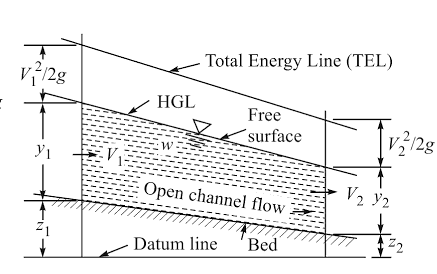 Total Energy Line (TEL)
V₁²/2g
HGL
Free
surface
w
V₂²/2g
y₁
V₁
Open channel flow
V₂
y₂
z₁
z₂
Datum line
Bed